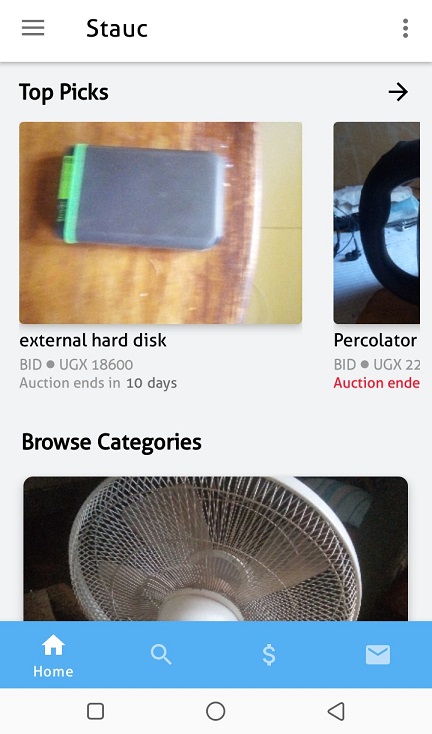 Stauc
Top Picks
external hard disk
BID ● UGX 18600
Auction ends in 10 days
Percolator
BID ● UGX 22
Auction ende
Browse Categories
Home